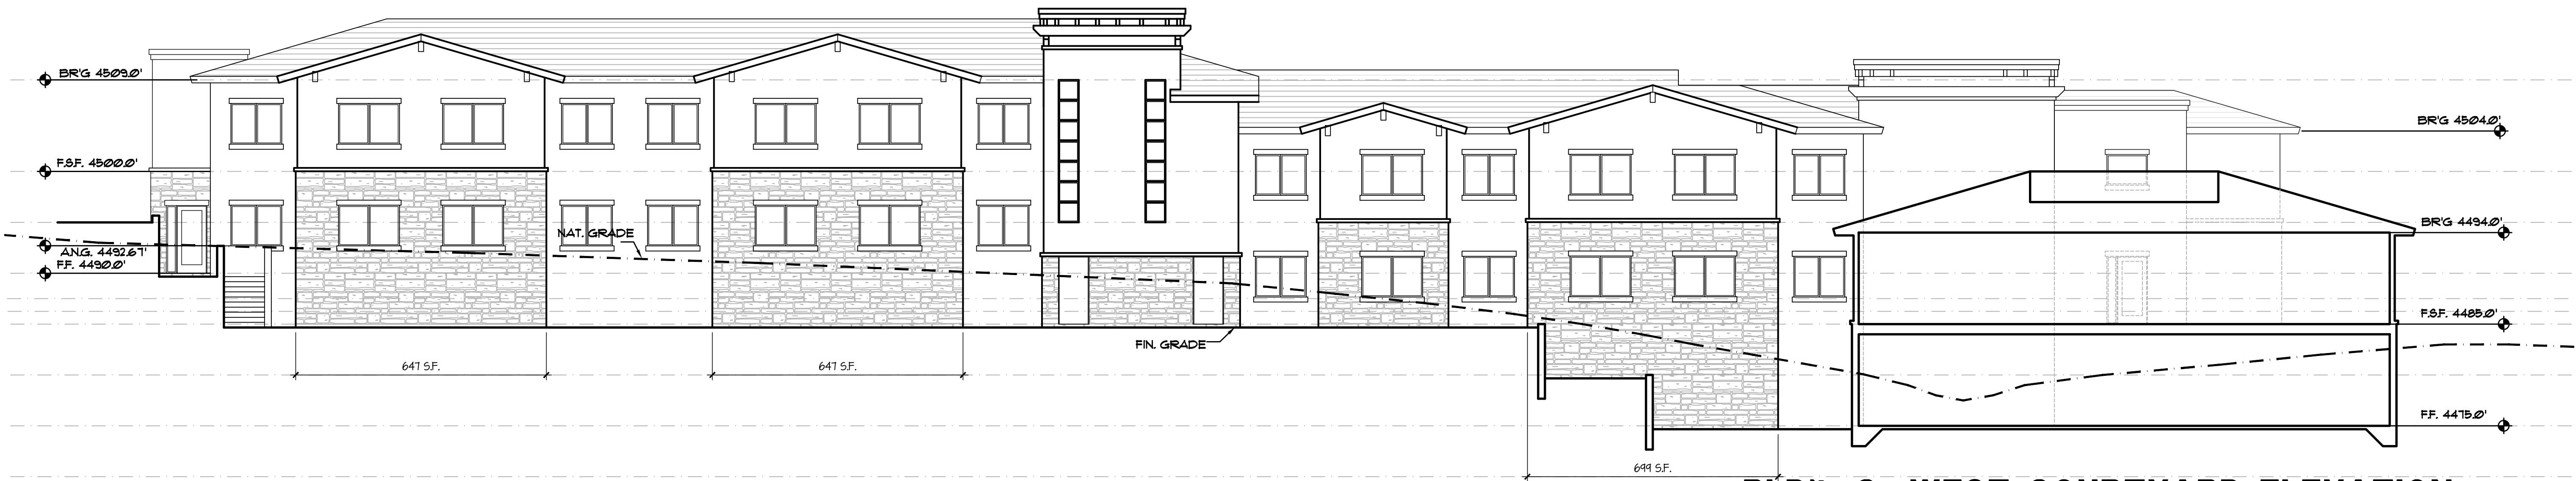 BR'G 4509.0'
F.S.F. 4500.0'
A.N.G. 4492.67'
F.F. 4490.0'
NAT. GRADE
FIN. GRADE
647 S.F.
647 S.F.
699 S.F.
BR'G 4504.0'
BR'G 4494.0'
F.S.F. 4485.0'
F.F. 4475.0'